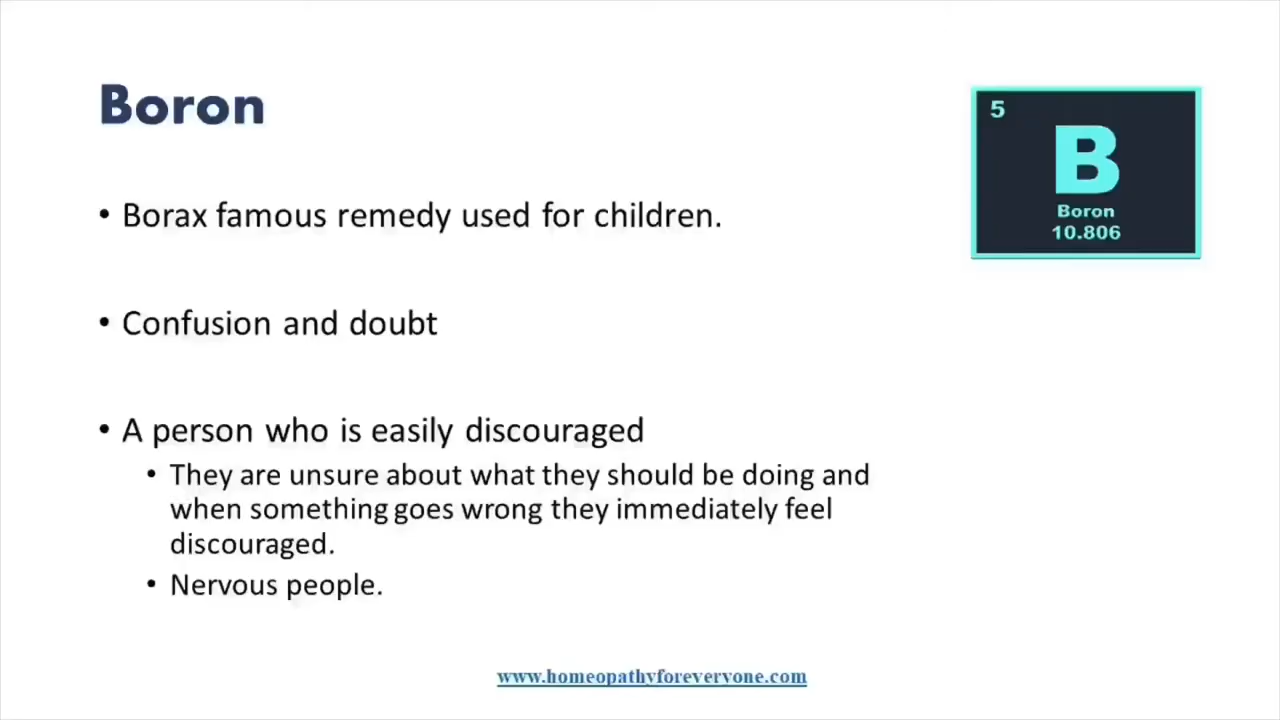 Boron
• Borax famous remedy used for children.
• Confusion and doubt
• A person who is easily discouraged
• They are unsure about what they should be doing and
when something goes wrong they immediately feel
discouraged.
• Nervous people.
5
B
Boron
10.806
www.homeopathyforeveryone.com